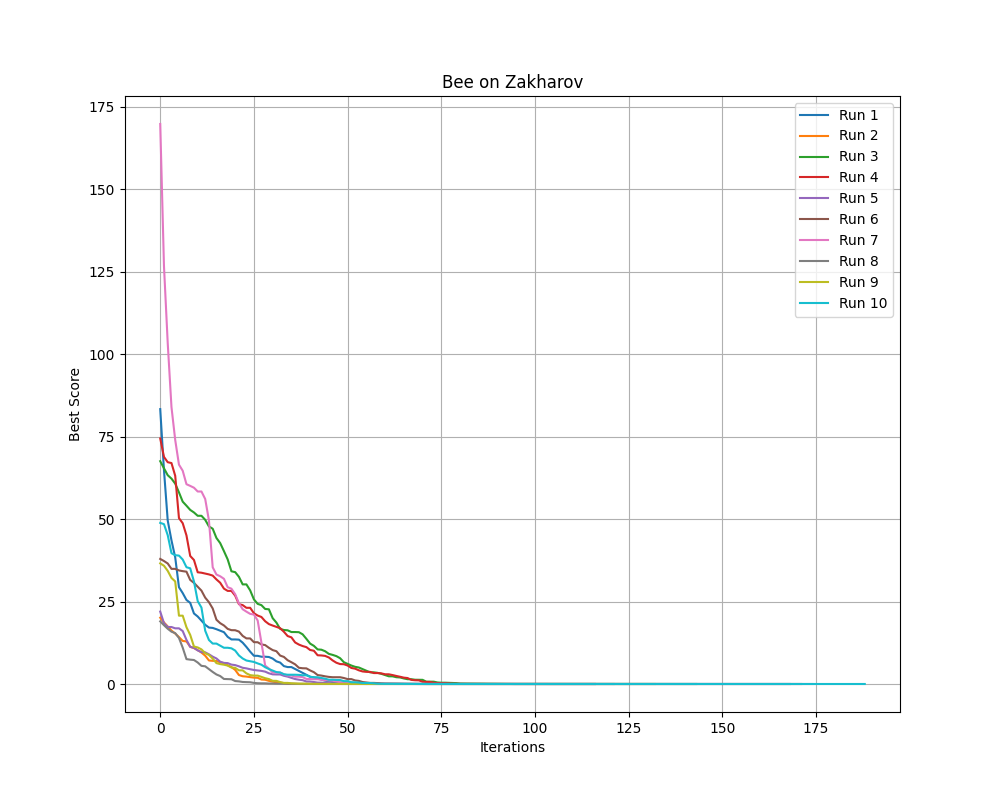 Bee on Zakharov
175
150
125
100
75
50
25
0
Best Score
0 25 50 75 100 125 150 175
Iterations
Run 1
Run 2
Run 3
Run 4
Run 5
Run 6
Run 7
Run 8
Run 9
Run 10